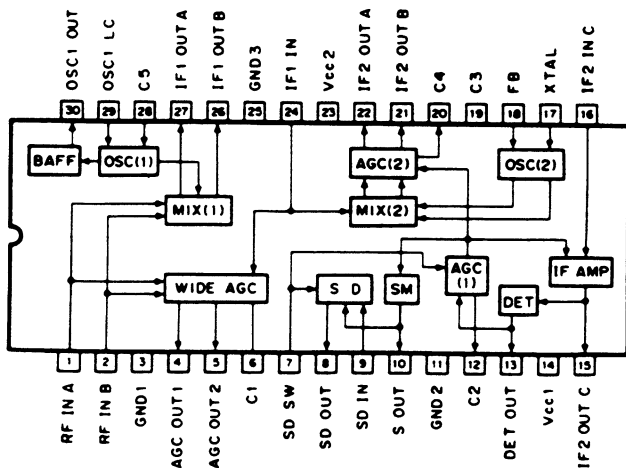 OSC1 OUT
OSC1 LC
C5
IF1 OUT A
IF1 OUT B
GND3
IF1 IN
Vcc2
IF2 OUT A
IF2 OUT B
C4
C3
FB
XTAL
IF2 IN C
30
29
28
27
26
25
24
23
22
21
20
19
18
17
16
BAFF
OSC(1)
AGC(2)
OSC(2)
MIX(1)
MIX(2)
WIDE AGC
S D
SM
AGC
(1)
IF AMP
DET
1
2
3
4
5
6
7
8
9
10
11
12
13
14
15
RF IN A
RF IN B
GND1
AGC OUT1
AGC OUT2
C1
SD SW
SD OUT
SD IN
S OUT
GND2
C2
DET OUT
Vcc1
IF2 OUT C